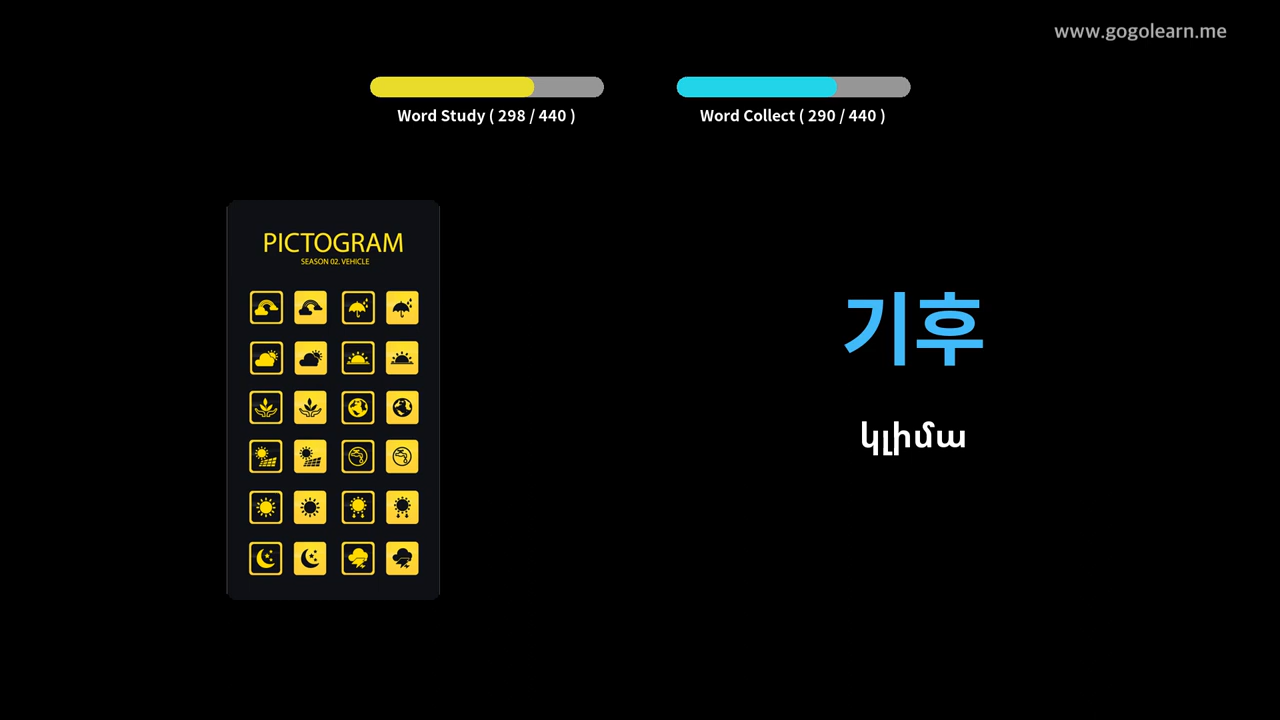 www.gogolearn.me
Word Study ( 298 / 440 )
Word Collect ( 290 / 440 )
PICTOGRAM
SEASON 02. VEHICLE
기후
կլիմա